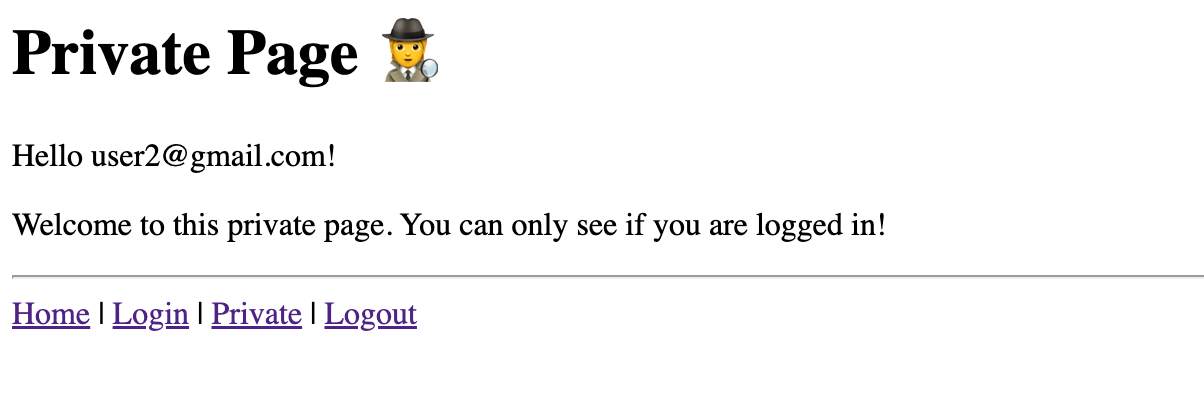 Private Page 🕵️
Hello user2@gmail.com!
Welcome to this private page. You can only see if you are logged in!
Home | Login | Private | Logout